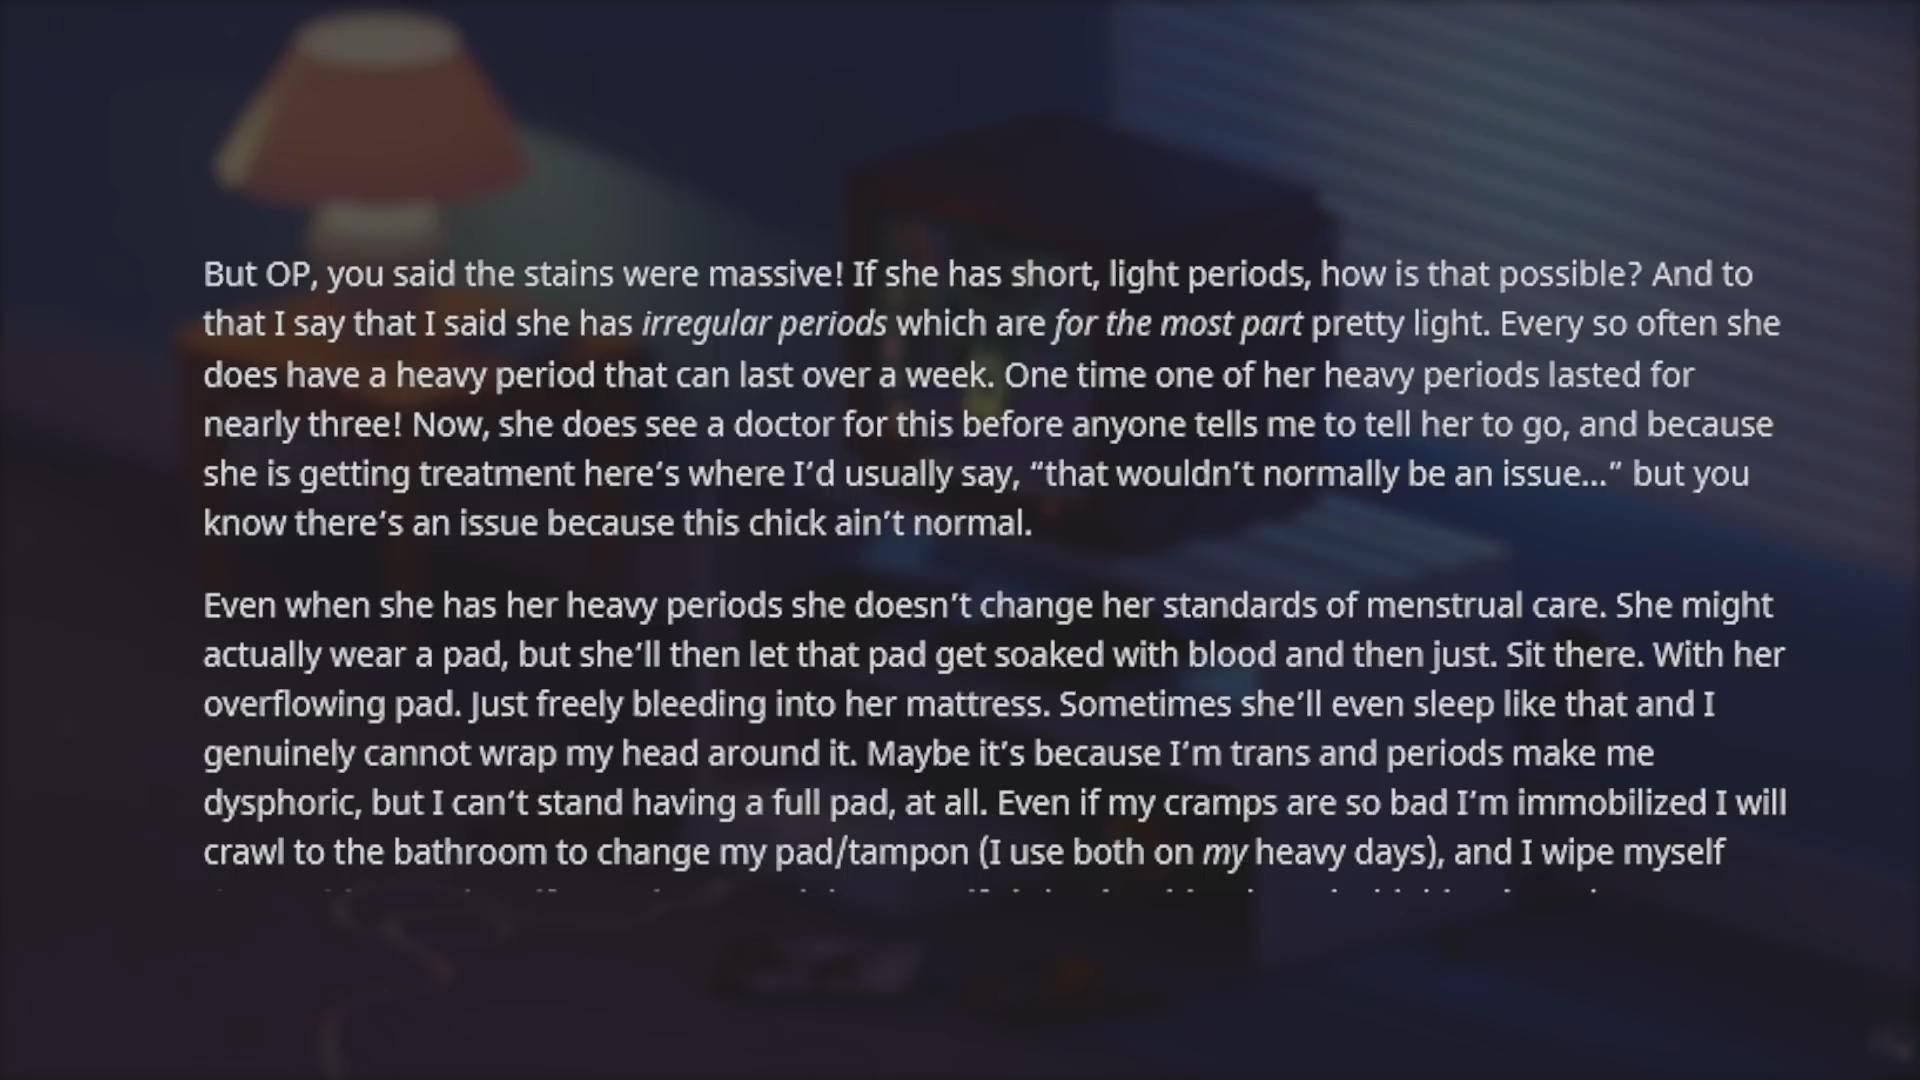 But OP, you said the stains were massive! If she has short, light periods, how is that possible? And to
that I say that I said she has irregular periods which are for the most part pretty light. Every so often she
does have a heavy period that can last over a week. One time one of her heavy periods lasted for
nearly three! Now, she does see a doctor for this before anyone tells me to tell her to go, and because
she is getting treatment here’s where I’d usually say, “that wouldn’t normally be an issue...” but you
know there’s an issue because this chick ain’t normal.
Even when she has her heavy periods she doesn’t change her standards of menstrual care. She might
actually wear a pad, but she’ll then let that pad get soaked with blood and then just. Sit there. With her
overflowing pad. Just freely bleeding into her mattress. Sometimes she’ll even sleep like that and I
genuinely cannot wrap my head around it. Maybe it’s because I’m trans and periods make me
dysphoric, but I can’t stand having a full pad, at all. Even if my cramps are so bad I’m immobilized I will
crawl to the bathroom to change my pad/tampon (I use both on my heavy days), and I wipe myself